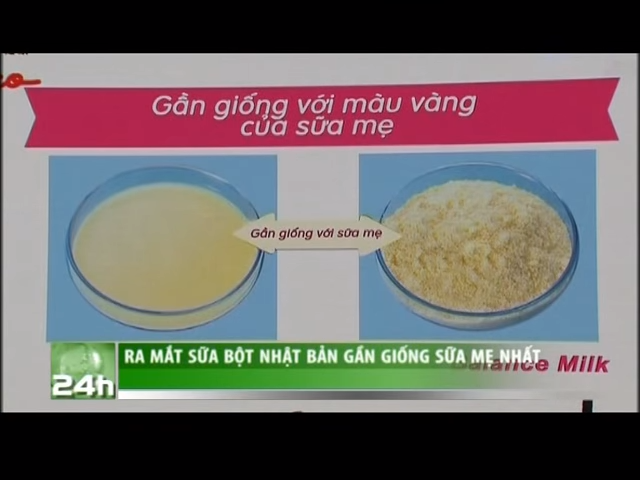 Gần giống với màu vàng
của sữa mẹ
Gần giống với sữa mẹ
RA MẮT SỮA BỘT NHẬT BẢN GẦN GIỐNG SỮA MẸ NHẤT
Balance Milk
24h